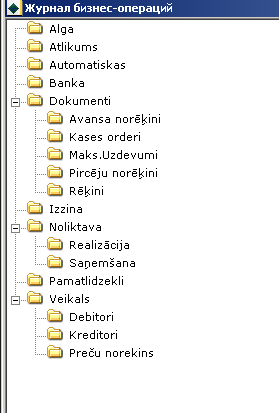 Журнал бизнес-операций
Alga
Atlikums
Automatiskas
Banka
Dokumenti
Avansa norēķini
Kases orderi
Maks.Uzdevumi
Pircēju norēķini
Rēķini
Izzina
Noliktava
Realizācija
Saņemšana
Pamatlidzekli
Veikals
Debitori
Kreditori
Preču norekins